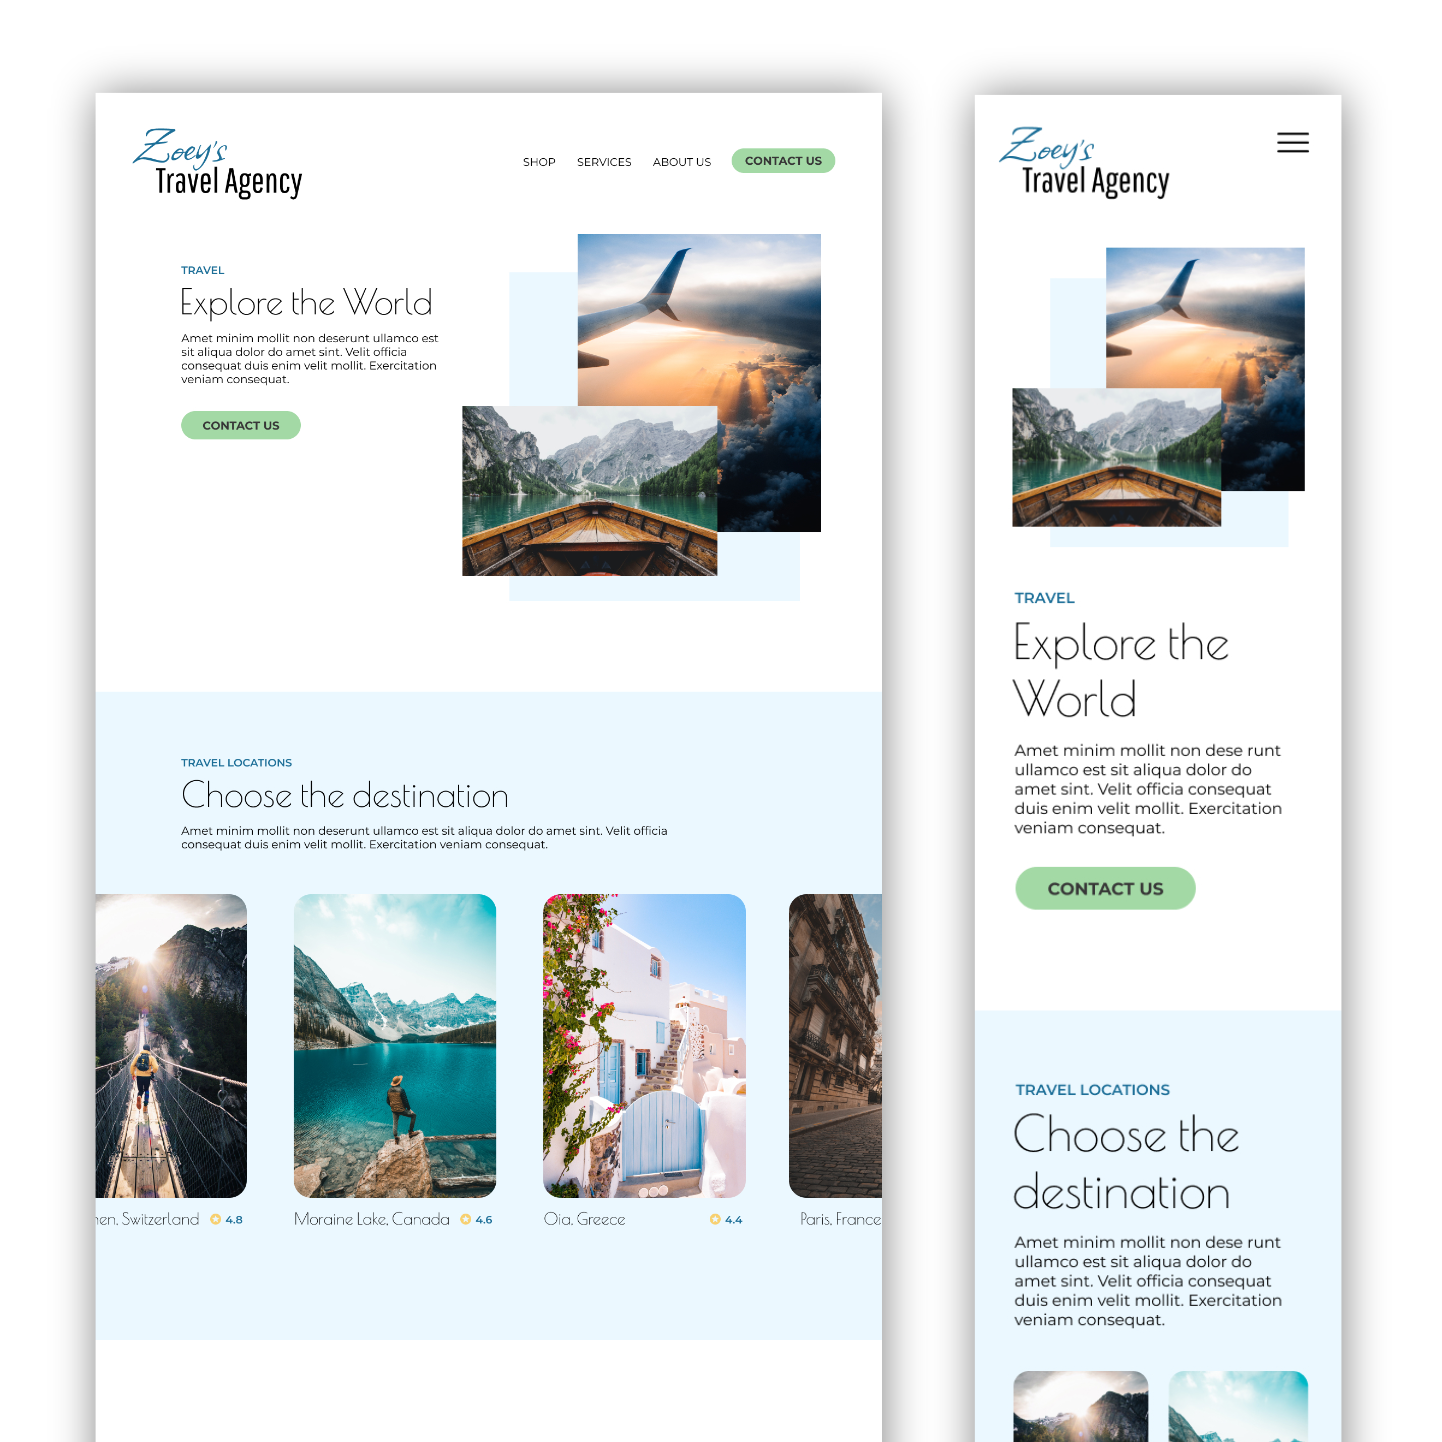 Zoey's
Travel Agency
SHOP SERVICES ABOUT US CONTACT US
TRAVEL
Explore the World
Amet minim mollit non deserunt ullamco est
sit aliqua dolor do amet sint. Velit officia
consequat duis enim velit mollit. Exercitation
veniam consequat.
CONTACT US
TRAVEL LOCATIONS
Choose the destination
Amet minim mollit non deserunt ullamco est sit aliqua dolor do amet sint. Velit officia
consequat duis enim velit mollit. Exercitation veniam consequat.
Switzerland 4.8
Moraine Lake, Canada 4.6
Oia, Greece 4.4
Paris, France
Zoey's
Travel Agency
TRAVEL
Explore the
World
Amet minim mollit non dese runt
ullamco est sit aliqua dolor do
amet sint. Velit officia consequat
duis enim velit mollit. Exercitation
veniam consequat.
CONTACT US
TRAVEL LOCATIONS
Choose the
destination
Amet minim mollit non dese runt
ullamco est sit aliqua dolor do
amet sint. Velit officia consequat
duis enim velit mollit. Exercitation
veniam consequat.